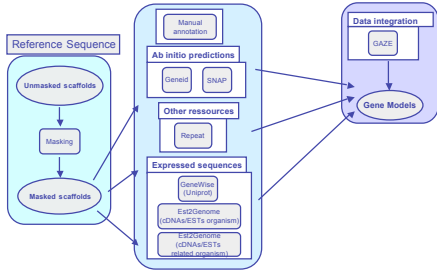 Reference Sequence
Unmasked scaffolds
Masking
Masked scaffolds
Manual
annotation
Ab initio predictions
Geneid
SNAP
Other ressources
Repeat
Expressed sequences
GeneWise
(Uniprot)
Est2Genome
(cDNAs/ESTs organism)
Est2Genome
(cDNAs/ESTs
related organism)
Data integration
GAZE
Gene Models